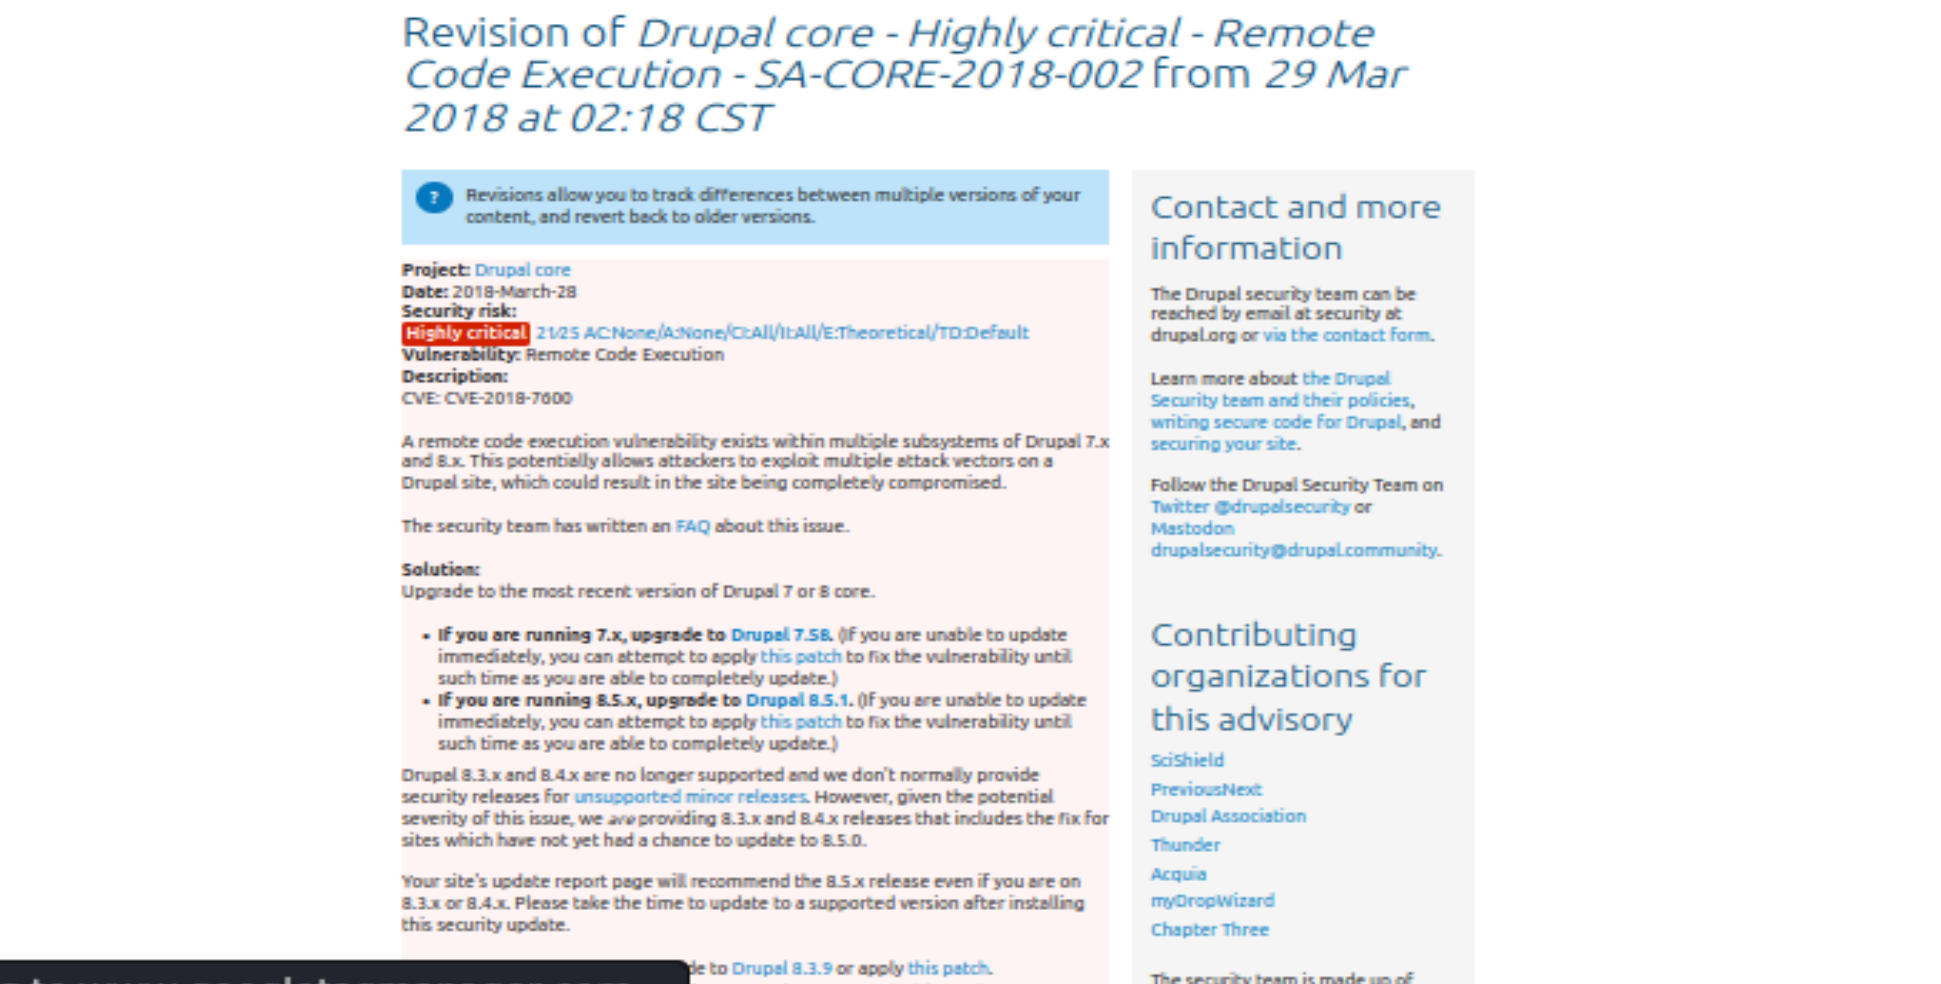 Revision of Drupal core - Highly critical - Remote
Code Execution - SA-CORE-2018-002 from 29 Mar
2018 at 02:18 CST
?
Revisions allow you to track differences between multiple versions of your
content, and revert back to older versions.
Project: Drupal core
Date: 2018-March-28
Security risk:
Highly critical 21∕25 AC:None/A:None/CI:All/II:All/E:Theoretical/TD:Default
Vulnerability: Remote Code Execution
Description:
CVE: CVE-2018-7600
A remote code execution vulnerability exists within multiple subsystems of Drupal 7.x
and 8.x. This potentially allows attackers to exploit multiple attack vectors on a
Drupal site, which could result in the site being completely compromised.
The security team has written an FAQ about this issue.
Solution:
Upgrade to the most recent version of Drupal 7 or 8 core.
• If you are running 7.x, upgrade to Drupal 7.58. (If you are unable to update
immediately, you can attempt to apply this patch to fix the vulnerability until
such time as you are able to completely update.)
• If you are running 8.5.x, upgrade to Drupal 8.5.1. (If you are unable to update
immediately, you can attempt to apply this patch to fix the vulnerability until
such time as you are able to completely update.)
Drupal 8.3.x and 8.4.x are no longer supported and we don't normally provide
security releases for unsupported minor releases. However, given the potential
severity of this issue, we are providing 8.3.x and 8.4.x releases that includes the fix for
sites which have not yet had a chance to update to 8.5.0.
Your site's update report page will recommend the 8.5.x release even if you are on
8.3.x or 8.4.x. Please take the time to update to a supported version after installing
this security update.
de to Drupal 8.3.9 or apply this patch.
Contact and more
information
The Drupal security team can be
reached by email at security at
drupal.org or via the contact form.
Learn more about the Drupal
Security team and their policies,
writing secure code for Drupal, and
securing your site.
Follow the Drupal Security Team on
Twitter @drupalsecurity or
Mastodon
drupalsecurity@drupal.community.
Contributing
organizations for
this advisory
SciShield
PreviousNext
Drupal Association
Thunder
Acquia
myDropWizard
Chapter Three
The security team is made up of